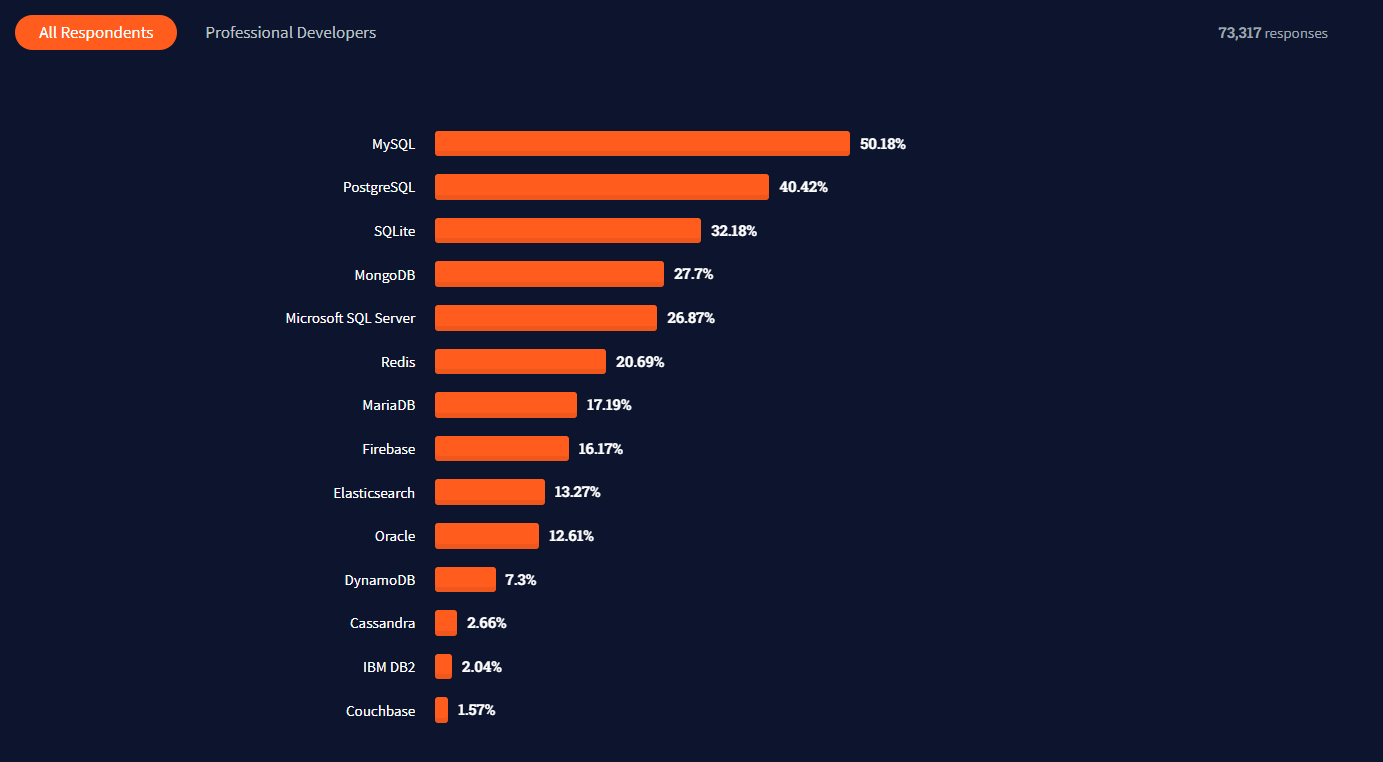 All Respondents Professional Developers 73,317 responses
MySQL 50.18%
PostgreSQL 40.42%
SQLite 32.18%
MongoDB 27.7%
Microsoft SQL Server 26.87%
Redis 20.69%
MariaDB 17.19%
Firebase 16.17%
Elasticsearch 13.27%
Oracle 12.61%
DynamoDB 7.3%
Cassandra 2.66%
IBM DB2 2.04%
Couchbase 1.57%